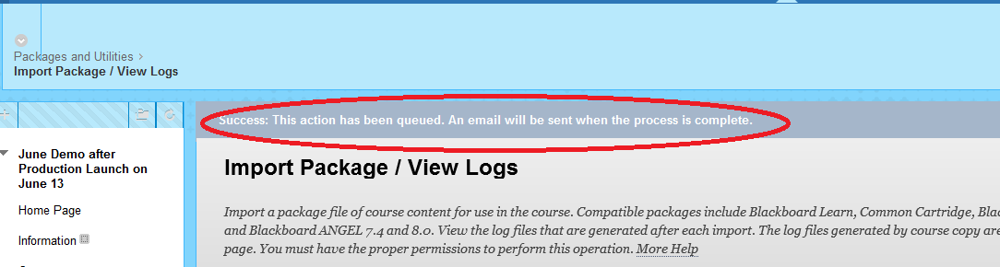 Packages and Utilities >
Import Package / View Logs
Success: This action has been queued. An email will be sent when the process is complete.
June Demo after
Production Launch on
June 13
Home Page
Information
Import Package / View Logs
Import a package file of course content for use in the course. Compatible packages include Blackboard Learn, Common Cartridge, Blac
and Blackboard ANGEL 7.4 and 8.0. View the log files that are generated after each import. The log files generated by course copy are
page. You must have the proper permissions to perform this operation. More Help